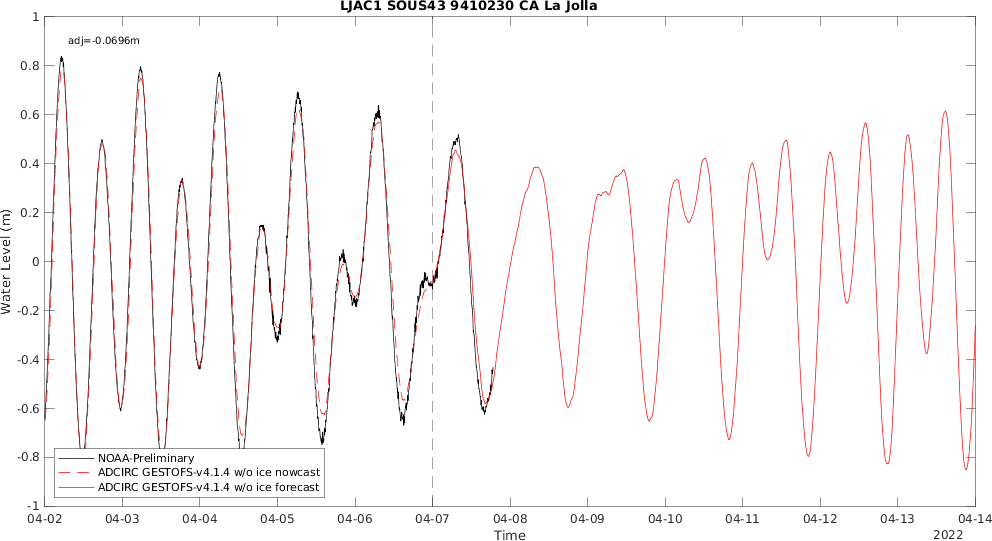 LJAC1 SOUS43 9410230 CA La Jolla
adj=-0.0696m
1
0.8
0.6
0.4
0.2
0
-0.2
-0.4
-0.6
-0.8
-1
Water Level (m)
NOAA-Preliminary
ADCIRC GESTOFS-v4.1.4 w/o ice nowcast
ADCIRC GESTOFS-v4.1.4 w/o ice forecast
04-02 04-03 04-04 04-05 04-06 04-07 04-08 04-09 04-10 04-11 04-12 04-13 04-14
Time
2022